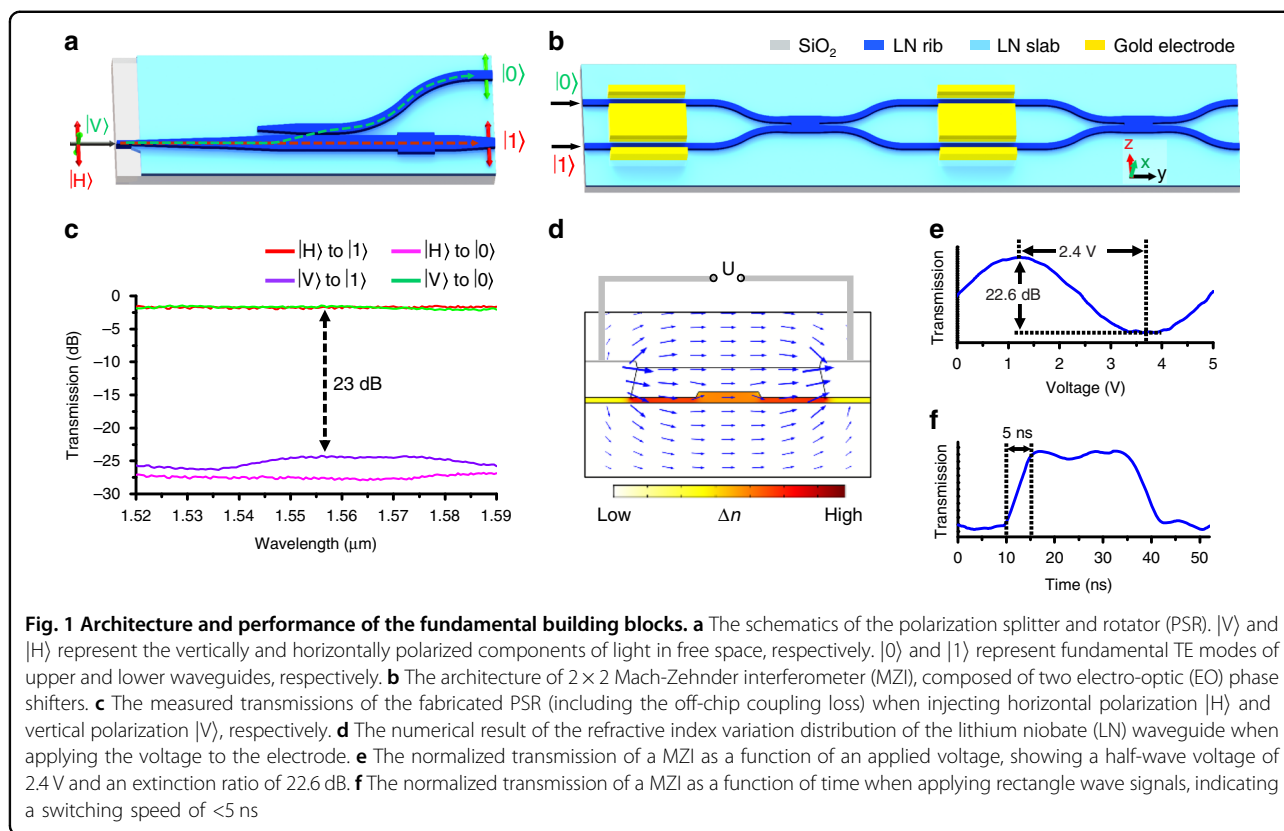 a
|V⟩
|H⟩
|0⟩
|1⟩
b
SiO2 LN rib LN slab Gold electrode
|0⟩
|1⟩
z
x
y
c
|H⟩ to |1⟩ |H⟩ to |0⟩
|V⟩ to |1⟩ |V⟩ to |0⟩
Transmission (dB)
0
–5
–10
–15
–20
–25
–30
23 dB
1.52 1.53 1.54 1.55 1.56 1.57 1.58 1.59
Wavelength (μm)
d
U
Low Δn High
e
Transmission
2.4 V
22.6 dB
0 1 2 3 4 5
Voltage (V)
f
Transmission
5 ns
0 10 20 30 40 50
Time (ns)
Fig. 1 Architecture and performance of the fundamental building blocks. a The schematics of the polarization splitter and rotator (PSR). |V⟩ and
|H⟩ represent the vertically and horizontally polarized components of light in free space, respectively. |0⟩ and |1⟩ represent fundamental TE modes of
upper and lower waveguides, respectively. b The architecture of 2 × 2 Mach-Zehnder interferometer (MZI), composed of two electro-optic (EO) phase
shifters. c The measured transmissions of the fabricated PSR (including the off-chip coupling loss) when injecting horizontal polarization |H⟩ and
vertical polarization |V⟩, respectively. d The numerical result of the refractive index variation distribution of the lithium niobate (LN) waveguide when
applying the voltage to the electrode. e The normalized transmission of a MZI as a function of an applied voltage, showing a half-wave voltage of
2.4 V and an extinction ratio of 22.6 dB. f The normalized transmission of a MZI as a function of time when applying rectangle wave signals, indicating
a switching speed of <5 ns